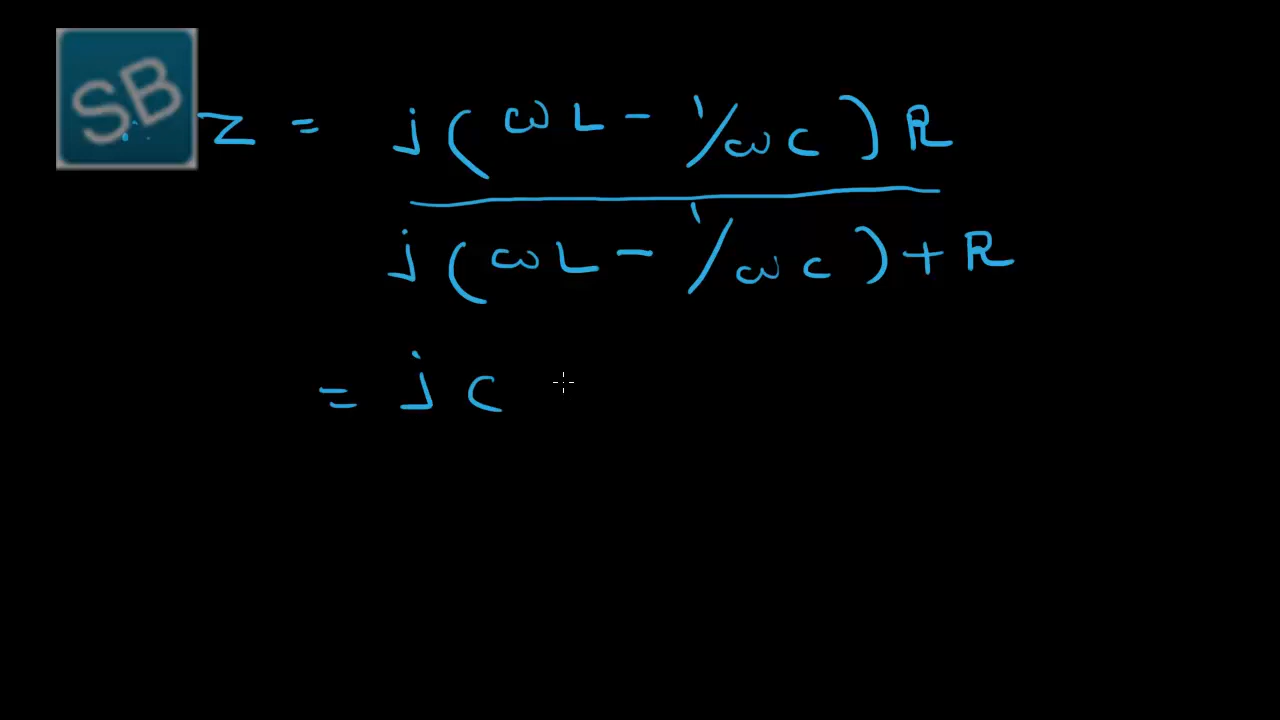 SB
Z = j(ωL - 1/ωC)R
j(ωL - 1/ωC) + R
= j(